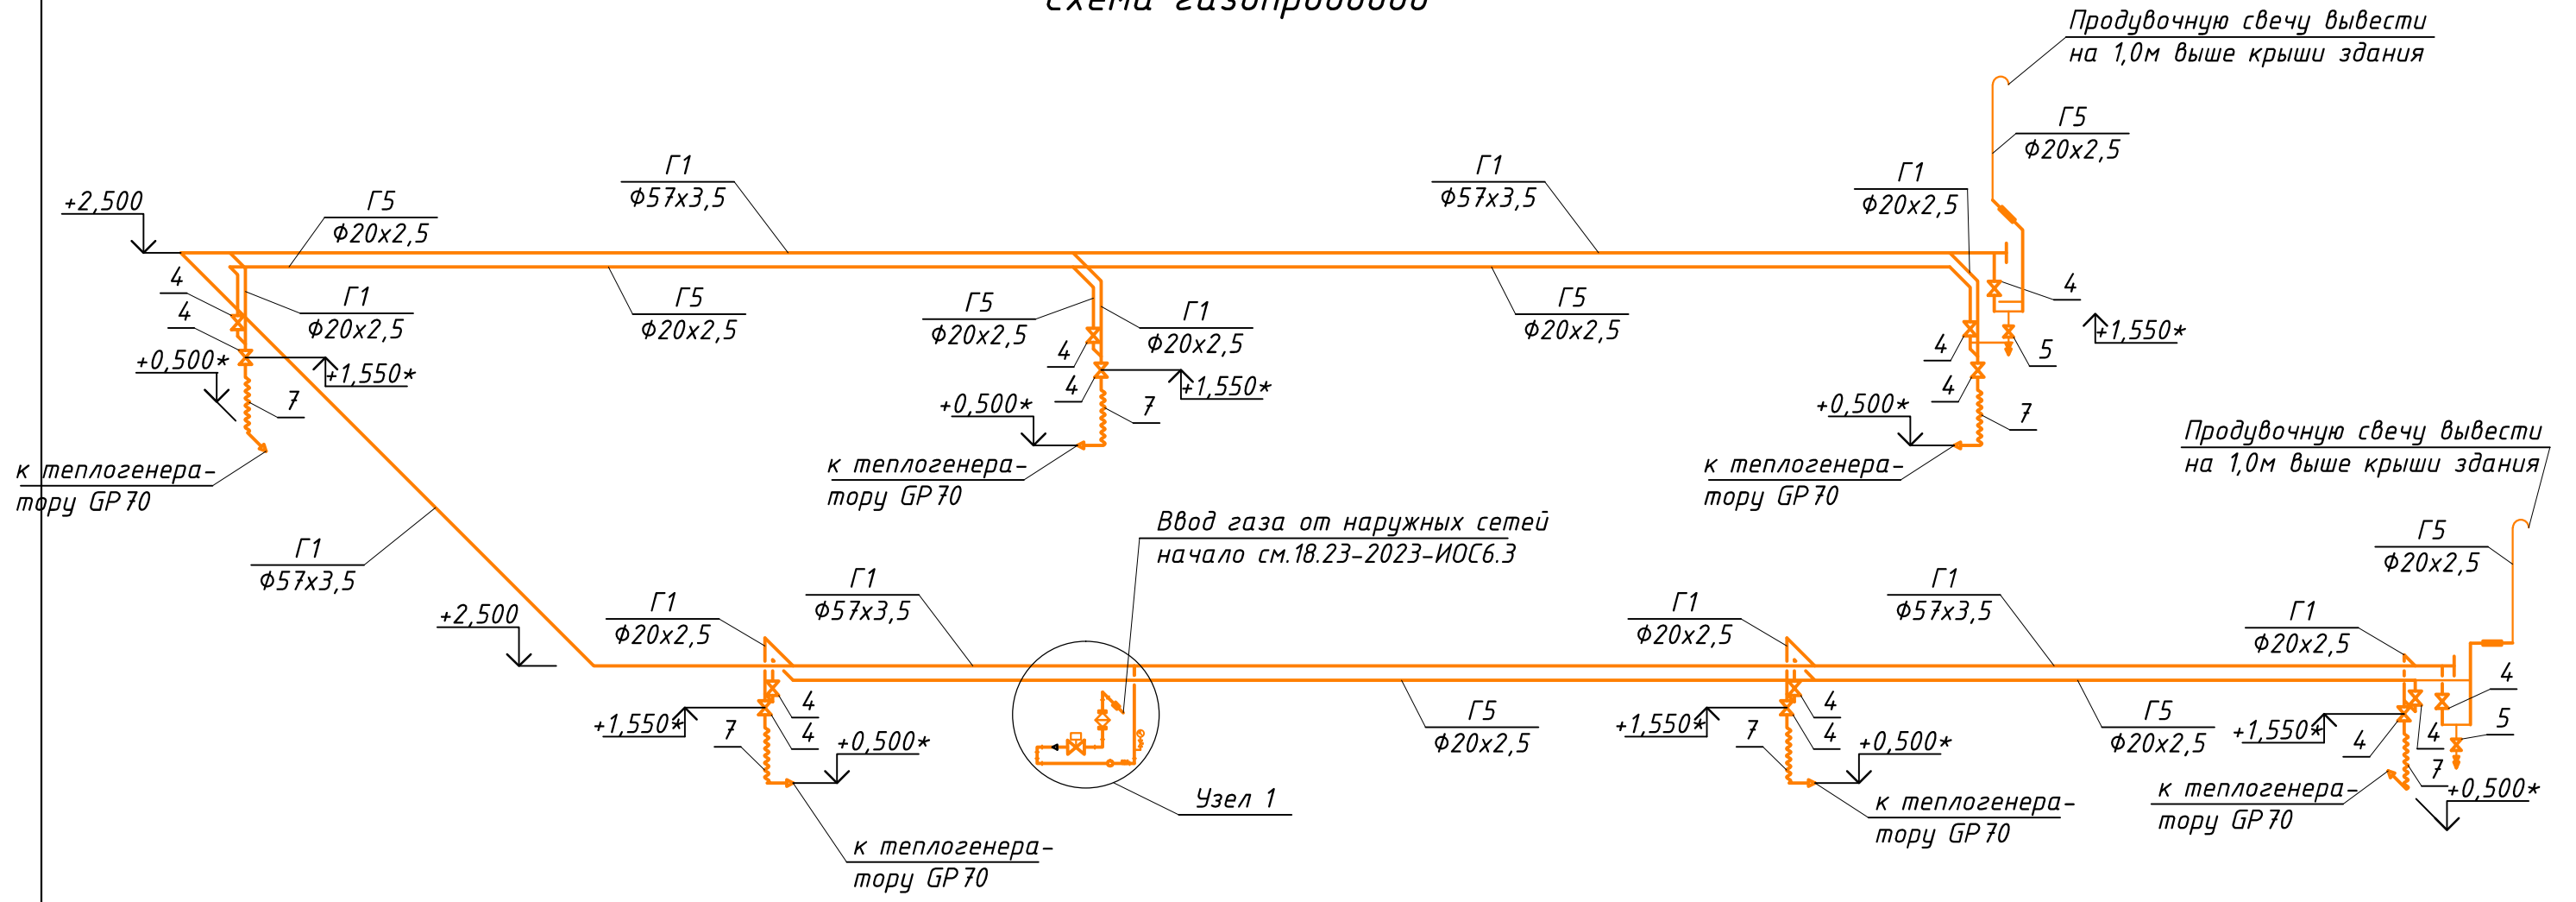 Схема газопроводов
Продувочную свечу вывести
на 1,0м выше крыши здания
Г5
Ф20х2,5
Г1
Ф57х3,5
Г1
Ф57х3,5
Г1
Ф20х2,5
+2,500
Г5
Ф20х2,5
4
4
Г1
Ф20х2,5
Г5
Ф20х2,5
Г5
Ф20х2,5
Г1
Ф20х2,5
Г5
Ф20х2,5
4
+1,550*
+0,500*
+1,550*
7
4
4
+1,550*
+0,500*
7
4
4
5
+0,500*
7
к теплогенера-
тору GP 70
к теплогенера-
тору GP 70
к теплогенера-
тору GP 70
Продувочную свечу вывести
на 1,0м выше крыши здания
Ввод газа от наружных сетей
начало см.18.23-2023-ИОС6.3
Г1
Ф57х3,5
Г5
Ф20х2,5
+2,500
Г1
Ф20х2,5
Г1
Ф57х3,5
Г1
Ф20х2,5
Г1
Ф57х3,5
Г1
Ф20х2,5
4
4
+1,550*
7
+0,500*
Г5
Ф20х2,5
4
4
+1,550*
7
+0,500*
Г5
Ф20х2,5
4
5
+1,550*
4
4
7
+0,500*
Узел 1
к теплогенера-
тору GP 70
к теплогенера-
тору GP 70
к теплогенера-
тору GP 70